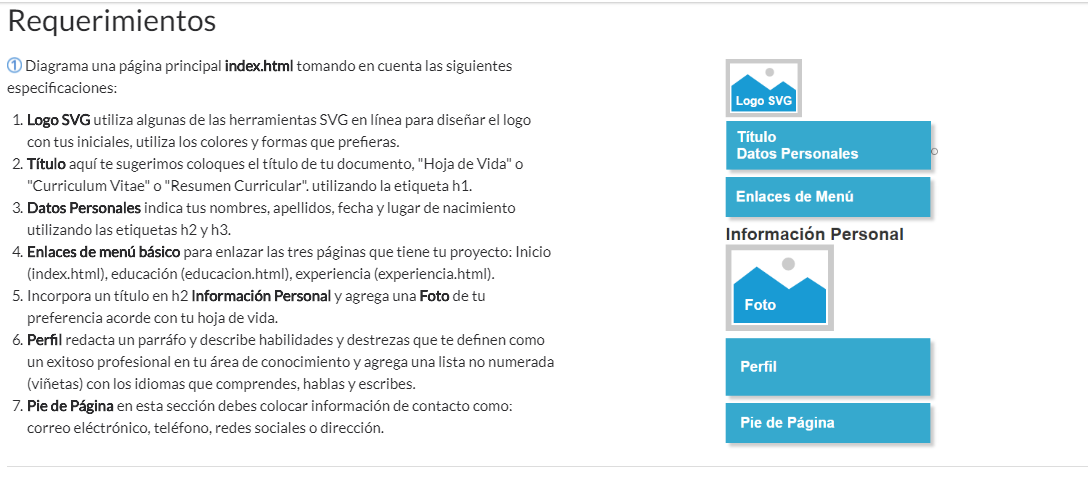 Requerimientos
① Diagrama una página principal index.html tomando en cuenta las siguientes
especificaciones:
1. Logo SVG utiliza algunas de las herramientas SVG en línea para diseñar el logo
con tus iniciales, utiliza los colores y formas que prefieras.
2. Título aquí te sugerimos coloques el título de tu documento, "Hoja de Vida" o
"Curriculum Vitae" o "Resumen Curricular". utilizando la etiqueta h1.
3. Datos Personales indica tus nombres, apellidos, fecha y lugar de nacimiento
utilizando las etiquetas h2 y h3.
4. Enlaces de menú básico para enlazar las tres páginas que tiene tu proyecto: Inicio
(index.html), educación (educacion.html), experiencia (experiencia.html).
5. Incorpora un título en h2 Información Personal y agrega una Foto de tu
preferencia acorde con tu hoja de vida.
6. Perfil redacta un parráfo y describe habilidades y destrezas que te definen como
un exitoso profesional en tu área de conocimiento y agrega una lista no numerada
(viñetas) con los idiomas que comprendes, hablas y escribes.
7. Pie de Página en esta sección debes colocar información de contacto como:
correo eléctrónico, teléfono, redes sociales o dirección.
Logo SVG
Título
Datos Personales
Enlaces de Menú
Información Personal
Foto
Perfil
Pie de Página